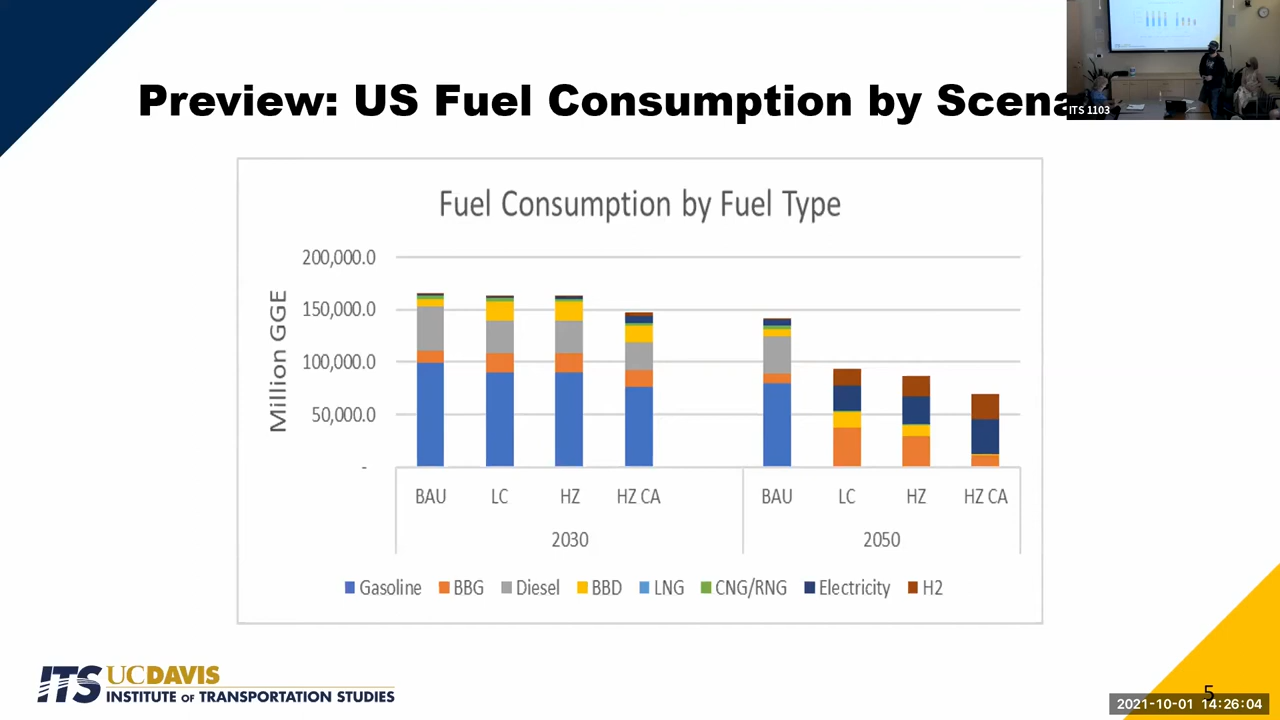 Preview: US Fuel Consumption by Scena
ITS 1103
Fuel Consumption by Fuel Type
Million GGE
200,000.0
150,000.0
100,000.0
50,000.0
-
BAU LC HZ HZ CA BAU LC HZ HZ CA
2030 2050
Gasoline BBG Diesel BBD LNG CNG/RNG Electricity H2
ITS UCDAVIS
INSTITUTE OF TRANSPORTATION STUDIES
5
2021-10-01 14:26:04